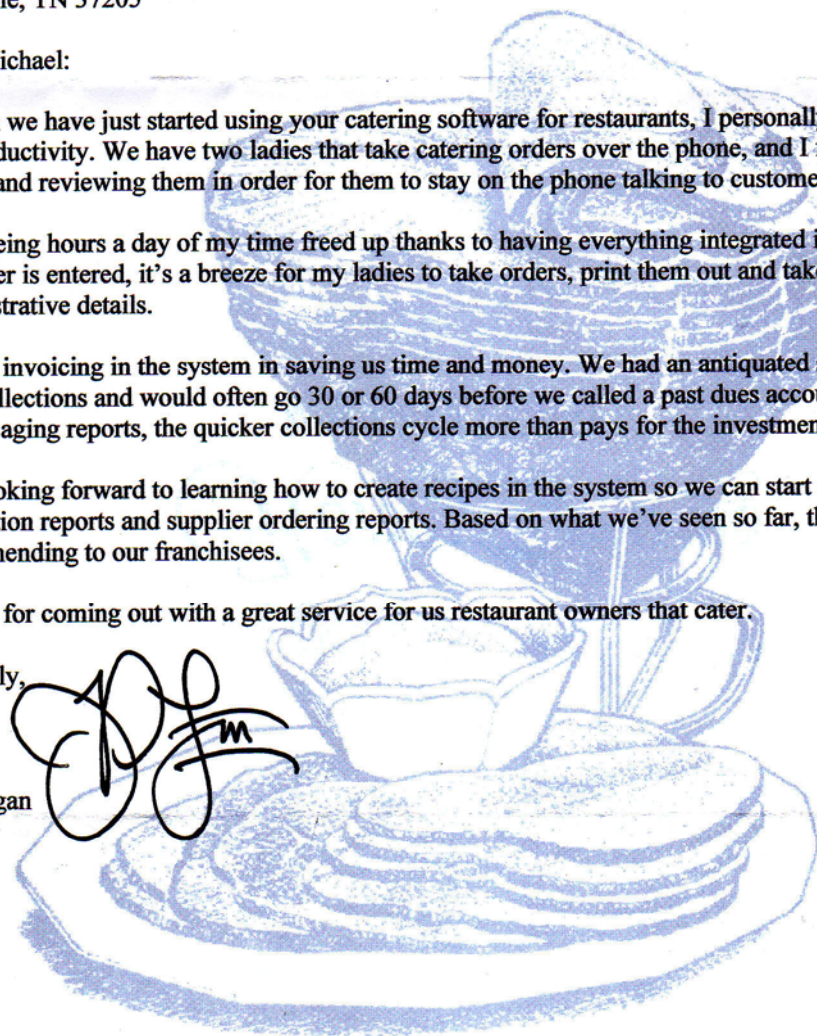 le, TN 37205
ichael:
we have just started using your catering software for restaurants, I personally
ductivity. We have two ladies that take catering orders over the phone, and I
and reviewing them in order for them to stay on the phone talking to custome
eing hours a day of my time freed up thanks to having everything integrated i
er is entered, it's a breeze for my ladies to take orders, print them out and take
strative details.
invoicing in the system in saving us time and money. We had an antiquated
llections and would often go 30 or 60 days before we called a past dues acco
aging reports, the quicker collections cycle more than pays for the investmen
oking forward to learning how to create recipes in the system so we can start
tion reports and supplier ordering reports. Based on what we've seen so far, th
nending to our franchisees.
for coming out with a great service for us restaurant owners that cater.
ly,
gan